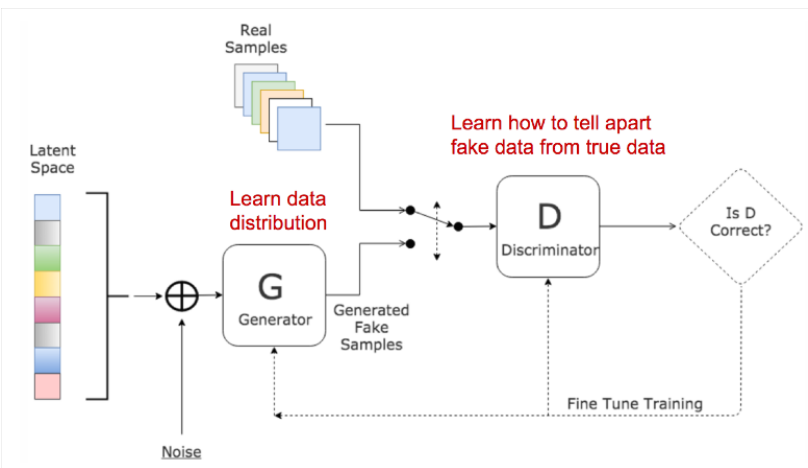 Real
Samples
Learn how to tell apart
fake data from true data
Latent
Space
Learn data
distribution
D
Discriminator
Is D
Correct?
G
Generator
Generated
Fake
Samples
Fine Tune Training
Noise